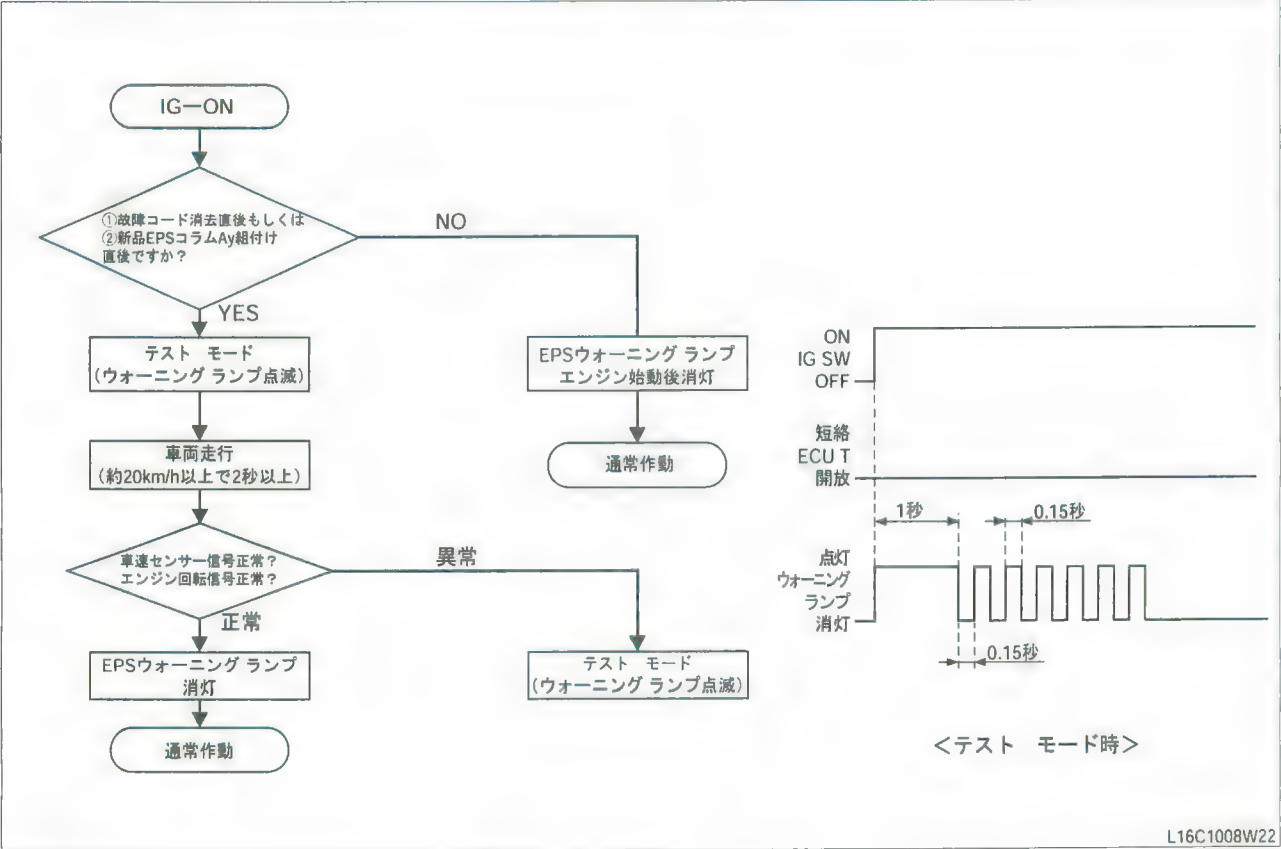 IG－ON
①故障コード消去直後もしくは
②新品EPSコラムAy組付け
直後ですか？
NO
YES
テスト　モード
(ウォーニング ランプ点滅)
EPSウォーニング ランプ
エンジン始動後消灯
車両走行
(約20km/h以上で2秒以上)
通常作動
車速センサー信号正常？
エンジン回転信号正常？
異常
正常
EPSウォーニング ランプ
消灯
テスト　モード
(ウォーニング ランプ点滅)
通常作動
ON
IG SW
OFF
短絡
ECU T
開放
1秒
0.15秒
点灯
ウォーニング
ランプ
消灯
0.15秒
＜テスト　モード時＞
L16C1008W22